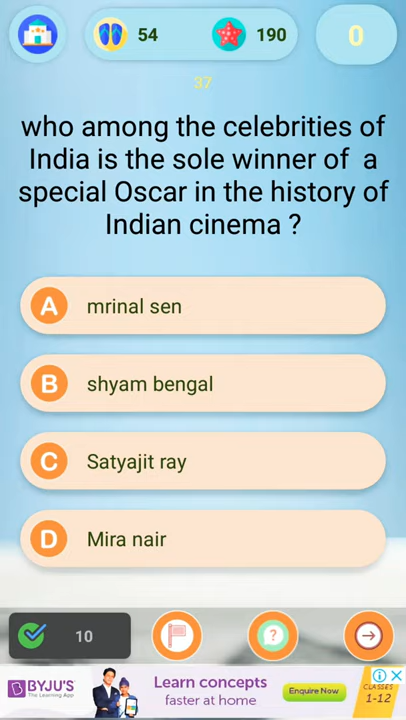 54
190
0
37
who among the celebrities of
India is the sole winner of a
special Oscar in the history of
Indian cinema ?
A mrinal sen
B shyam bengal
C Satyajit ray
D Mira nair
10
?
BYJU'S
The Learning App
Learn concepts
faster at home
Enquire Now
CLASSES
1-12